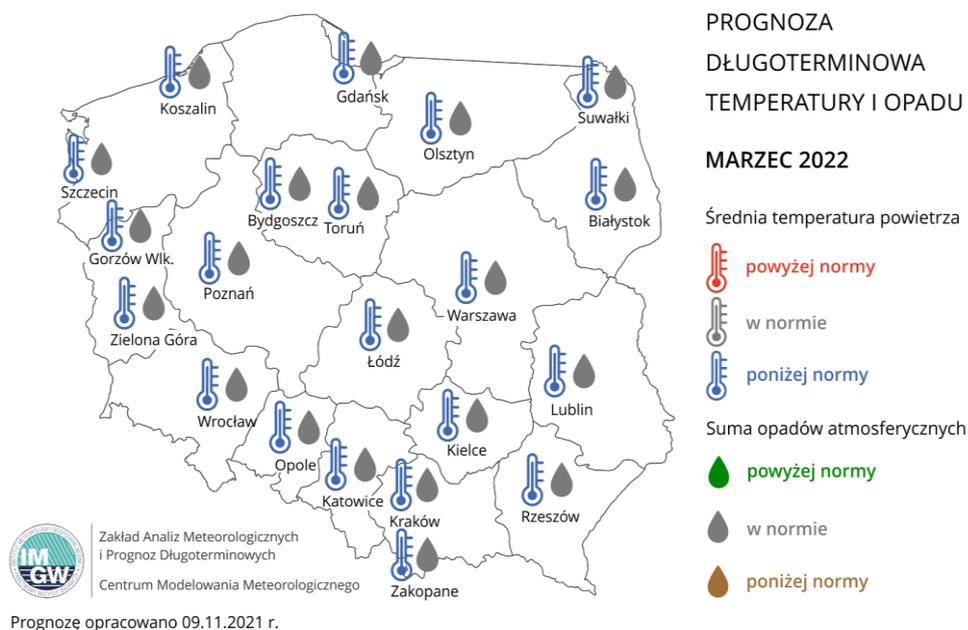 PROGNOZA
DŁUGOTERMINOWA
TEMPERATURY I OPADU
MARZEC 2022
Średnia temperatura powietrza
powyżej normy
w normie
poniżej normy
Suma opadów atmosferycznych
powyżej normy
w normie
poniżej normy
Koszalin
Gdańsk
Suwałki
Olsztyn
Szczecin
Bydgoszcz
Toruń
Białystok
Gorzów Wlk.
Poznań
Warszawa
Zielona Góra
Łódź
Lublin
Wrocław
Kielce
Opole
Katowice
Kraków
Rzeszów
Zakopane
IM
GW
Zakład Analiz Meteorologicznych
i Prognoz Długoterminowych
Centrum Modelowania Meteorologicznego
Prognozę opracowano 09.11.2021 r.